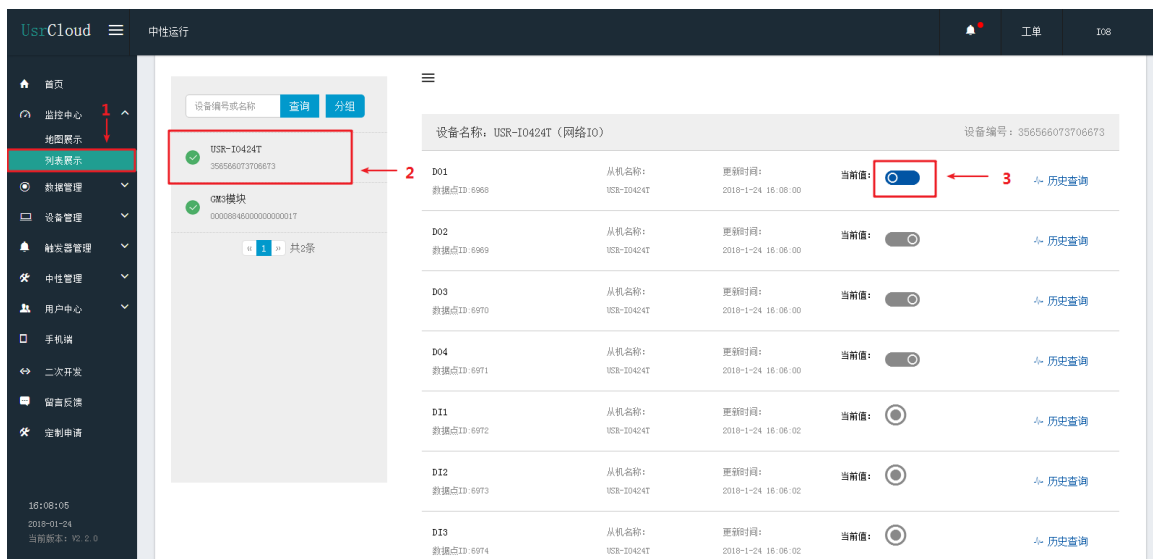 UsrCloud
中性运行
工单
IO8
首页
监控中心
地图展示
列表展示
数据管理
设备管理
触发器管理
中性管理
用户中心
手机端
二次开发
留言反馈
定制申请
16:08:05
2018-01-24
当前版本: V2.2.0
1
设备编号或名称
查询
分组
USR-IO424T
356566073706673
GM3模块
00008846000000000017
« 1 » 共2条
2
设备名称: USR-IO424T (网络IO)
设备编号: 356566073706673
DO1 从机名称: 更新时间: 当前值: 3 历史查询
数据点ID:6968 USR-IO424T 2018-1-24 16:08:00
DO2 从机名称: 更新时间: 当前值: 历史查询
数据点ID:6969 USR-IO424T 2018-1-24 16:06:00
DO3 从机名称: 更新时间: 当前值: 历史查询
数据点ID:6970 USR-IO424T 2018-1-24 16:06:00
DO4 从机名称: 更新时间: 当前值: 历史查询
数据点ID:6971 USR-IO424T 2018-1-24 16:06:00
DI1 从机名称: 更新时间: 当前值: 历史查询
数据点ID:6972 USR-IO424T 2018-1-24 16:06:02
DI2 从机名称: 更新时间: 当前值: 历史查询
数据点ID:6973 USR-IO424T 2018-1-24 16:06:02
DI3 从机名称: 更新时间: 当前值: 历史查询
数据点ID:6974 USR-IO424T 2018-1-24 16:06:02